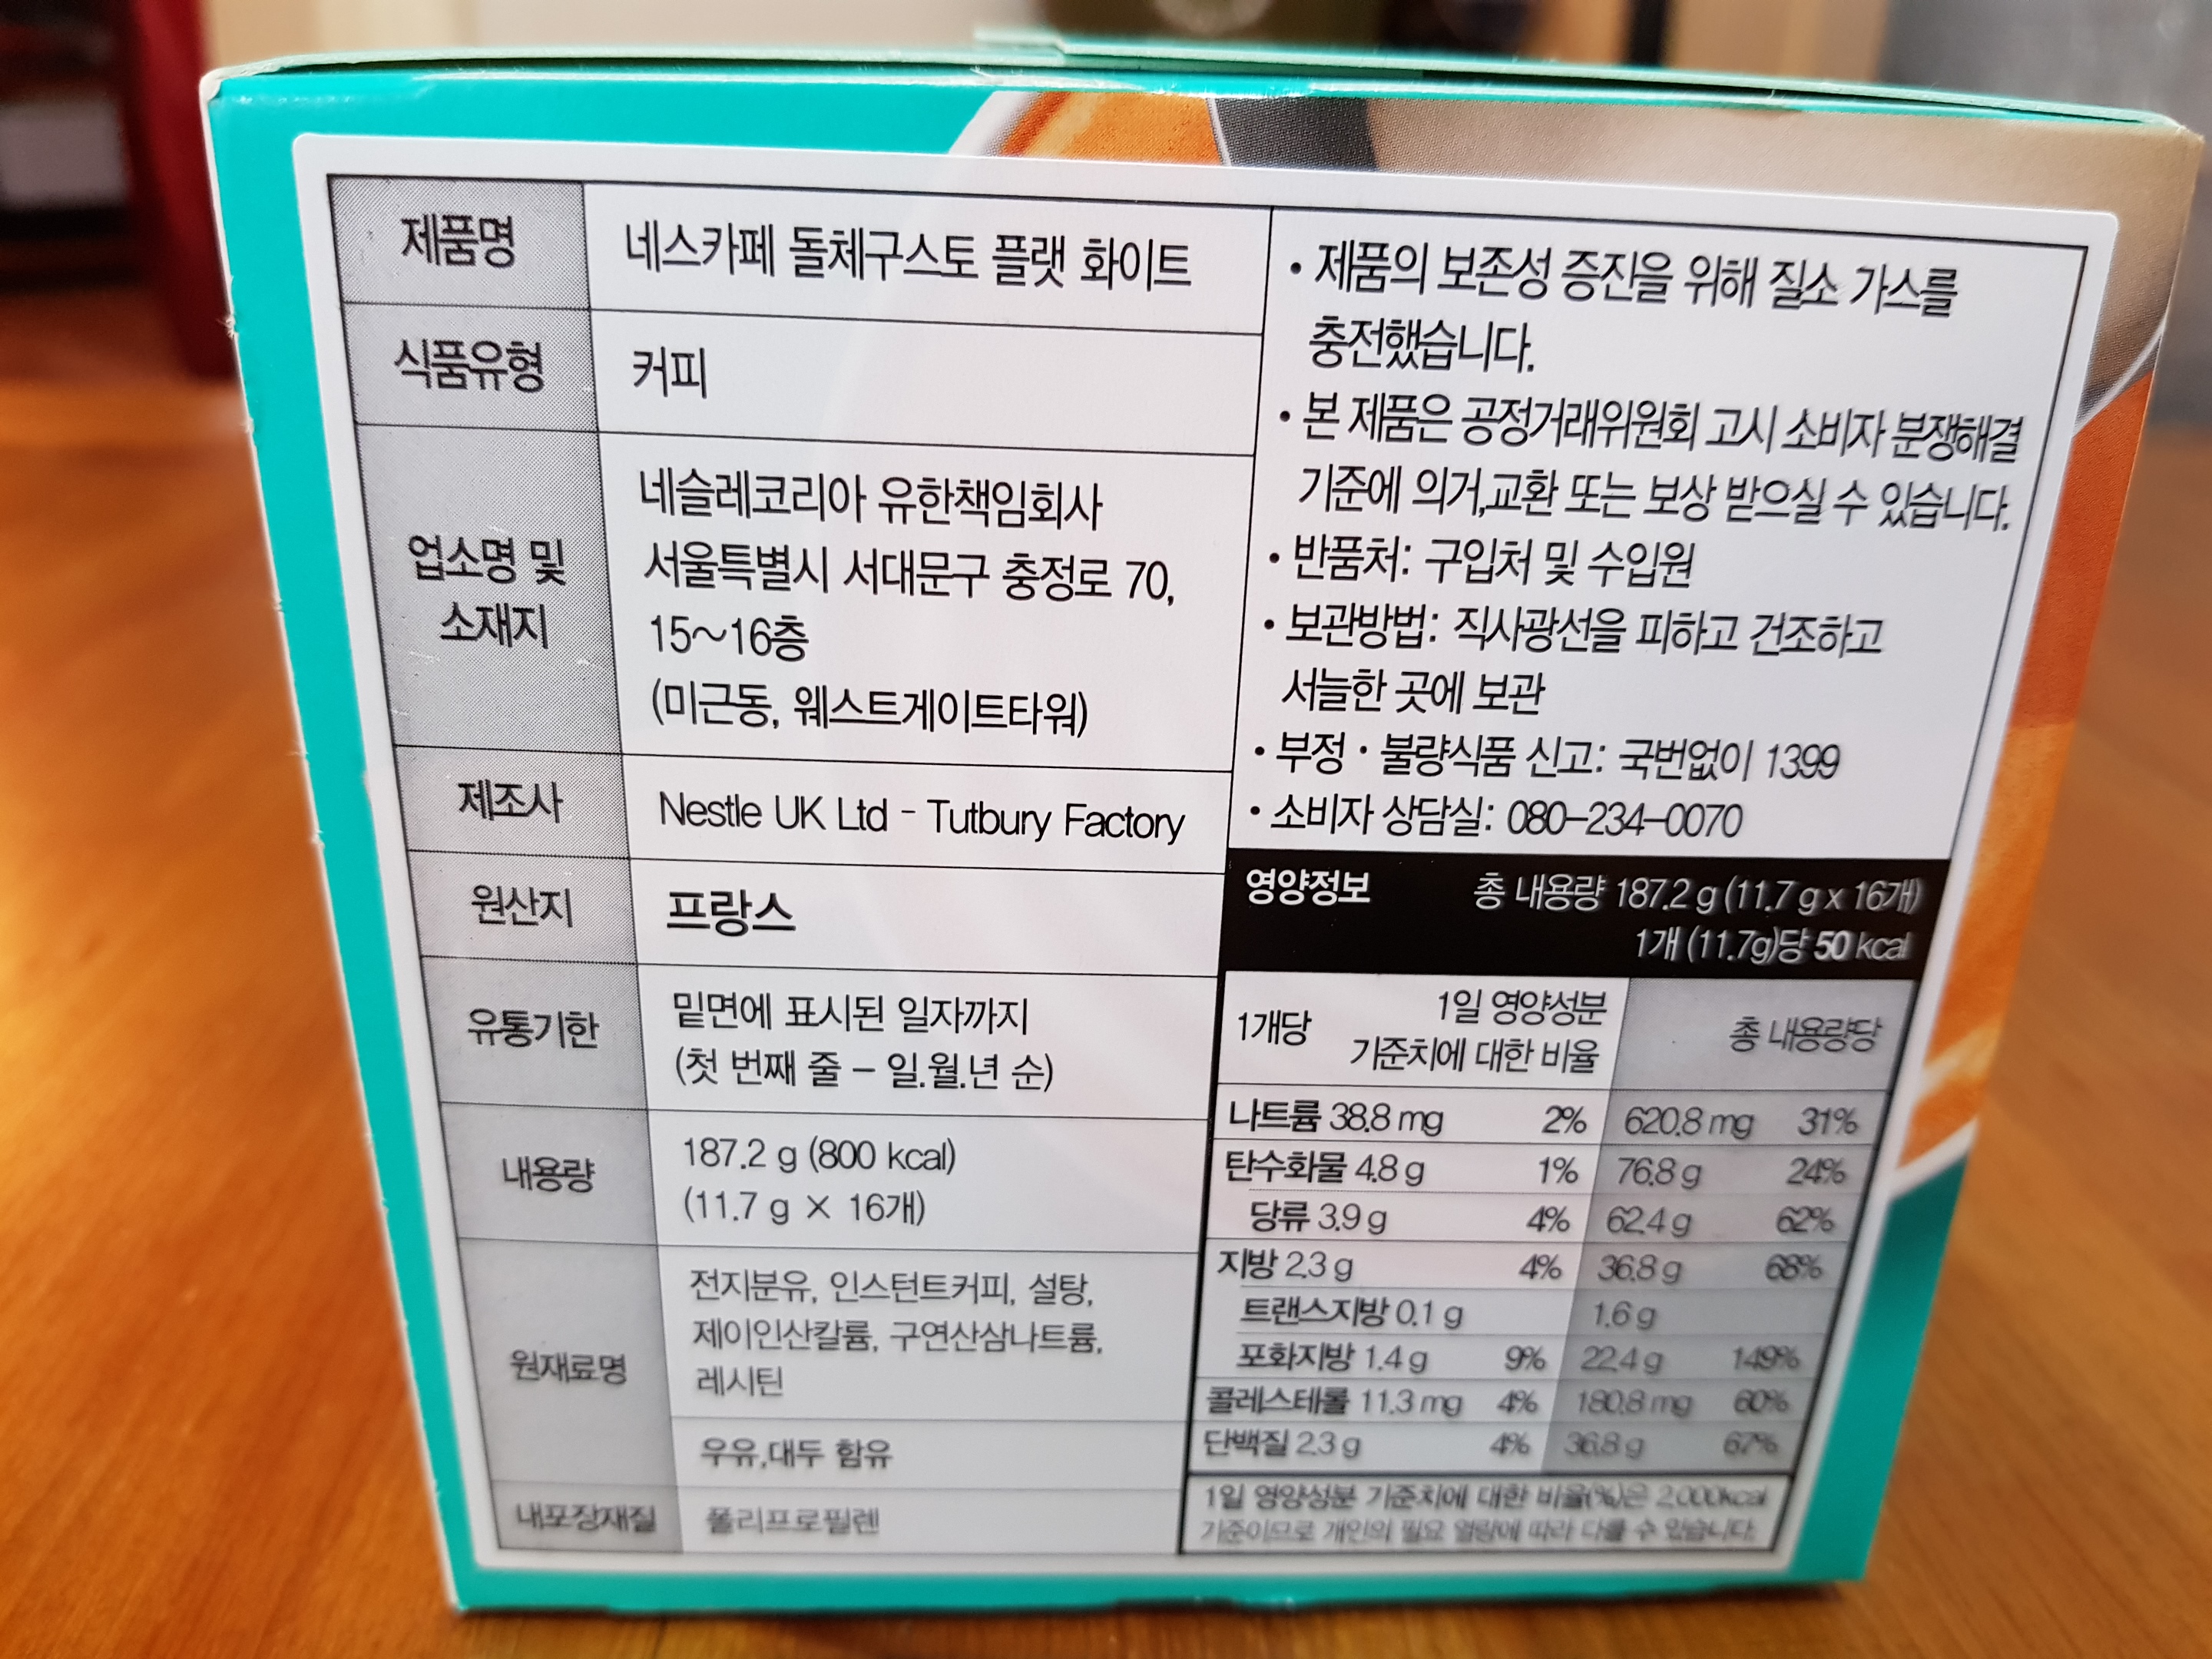 제품명
네스카페 돌체구스토 플랫 화이트
식품유형
커피
업소명 및
소재지
네슬레코리아 유한책임회사
서울특별시 서대문구 충정로 70,
15~16층
(미근동, 웨스트게이트타워)
제조사
Nestle UK Ltd - Tutbury Factory
원산지
프랑스
유통기한
밑면에 표시된 일자까지
(첫 번째 줄 – 일.월.년 순)
내용량
187.2 g (800 kcal)
(11.7 g × 16개)
원재료명
전지분유, 인스턴트커피, 설탕,
제이인산칼륨, 구연산삼나트륨,
레시틴
우유,대두 함유
내포장재질
폴리프로필렌
• 제품의 보존성 증진을 위해 질소 가스를
충전했습니다.
• 본 제품은 공정거래위원회 고시 소비자 분쟁해결
기준에 의거,교환 또는 보상 받으실 수 있습니다.
• 반품처: 구입처 및 수입원
• 보관방법: 직사광선을 피하고 건조하고
서늘한 곳에 보관
• 부정 · 불량식품 신고: 국번없이 1399
• 소비자 상담실: 080-234-0070
영양정보
총 내용량 187.2 g (11.7 g x 16개)
1개 (11.7g)당 50 kcal
1개당
1일 영양성분
기준치에 대한 비율
총 내용량당
나트륨 38.8 mg 2% 620.8 mg 31%
탄수화물 4.8 g 1% 76.8 g 24%
당류 3.9 g 4% 62.4 g 62%
지방 2.3 g 4% 36.8 g 68%
트랜스지방 0.1 g 1.6 g
포화지방 1.4 g 9% 22.4 g 149%
콜레스테롤 11.3 mg 4% 180.8 mg 60%
단백질 2.3 g 4% 36.8 g 67%
1일 영양성분 기준치에 대한 비율(%)은 2,000kcal
기준이므로 개인의 필요 열량에 따라 다를 수 있습니다.